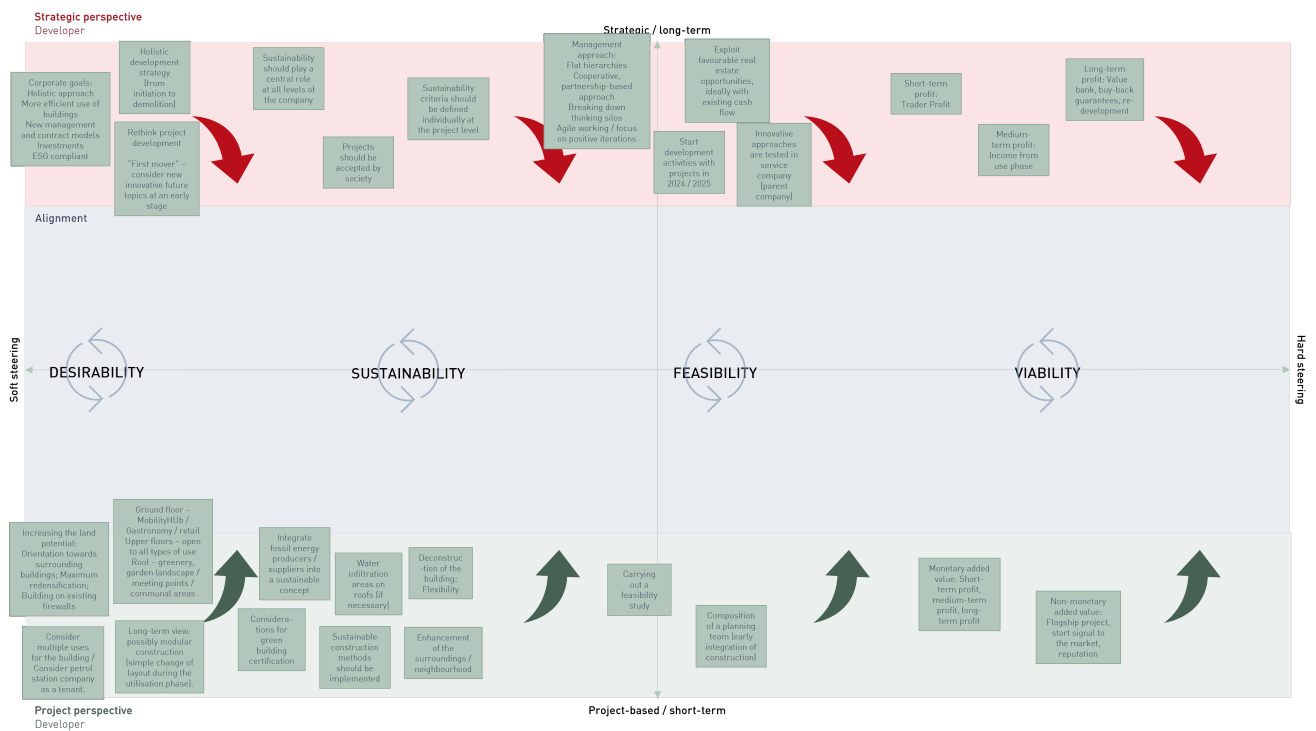 Strategic perspective
Developer
Strategic / long-term
Corporate goals:
Holistic approach
More efficient use of
buildings
New management
and contract models
Investments
ESG compliant
Holistic
development
strategy
(from
initiation to
demolition)
Rethink project
development
"First mover" –
consider new
innovative future
topics at an early
stage
Sustainability
should play a
central role
at all levels of
the company
Projects
should be
accepted by
society
Sustainability
criteria should
be defined
individually at
the project level
Management
approach:
Flat hierarchies
Cooperative,
partnership-based
approach
Breaking down
thinking silos
Agile working / focus
on positive iterations
Exploit
favourable real
estate
opportunities,
ideally with
existing cash
flow
Start
development
activities with
projects in
2024 / 2025
Innovative
approaches
are tested in
service
company
(parent
company)
Short-term
profit:
Trader Profit
Medium-
term profit:
Income from
use phase
Long-term
profit: Value
bank, buy-back
guarantees, re-
development
Alignment
Soft steering
DESIRABILITY
SUSTAINABILITY
FEASIBILITY
VIABILITY
Hard steering
Increasing the land
potential:
Orientation towards
surrounding
buildings; Maximum
redensification;
Building on existing
firewalls
Ground floor –
MobilityHUb /
Gastronomy / retail
Upper floors – open
to all types of use
Roof – greenery,
garden landscape /
meeting points /
communal areas
Consider
multiple uses
for the building /
Consider petrol
station company
as a tenant.
Long-term view:
possibly modular
construction
(simple change of
layout during the
utilisation phase).
Integrate
fossil energy
producers /
suppliers into
a sustainable
concept
Considera-
tions for
green
building
certification
Water
infiltration
areas on
roofs (if
necessary)
Sustainable
construction
methods
should be
implemented
Deconstruc
-tion of the
building;
Flexibility
Enhancement
of the
surroundings /
neighbourhood
Carrying
out a
feasibility
study
Composition
of a planning
team (early
integration of
construction)
Monetary added
value: Short-
term profit,
medium-term
profit, long-
term profit
Non-monetary
added value:
Flagship project,
start signal to
the market,
reputation
Project perspective
Developer
Project-based / short-term